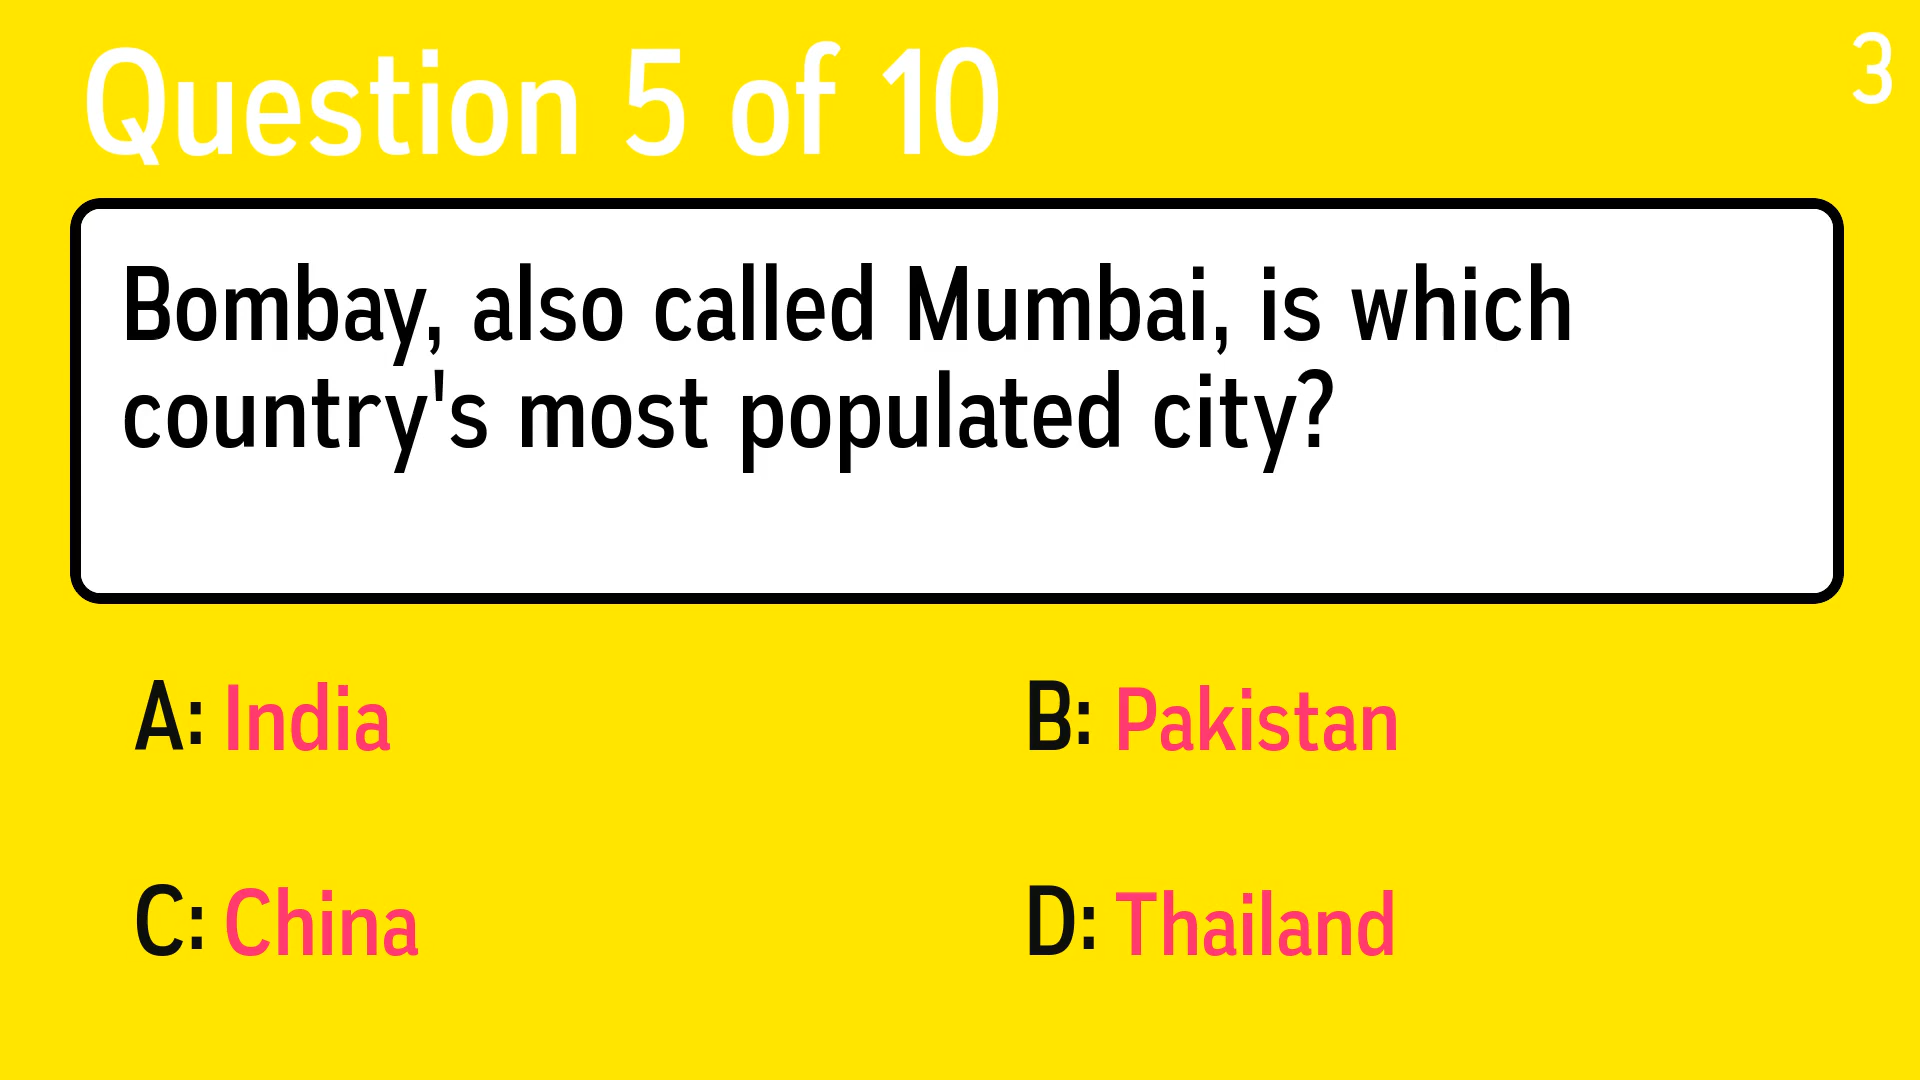 Question 5 of 10
3
Bombay, also called Mumbai, is which
country's most populated city?
A: India
B: Pakistan
C: China
D: Thailand